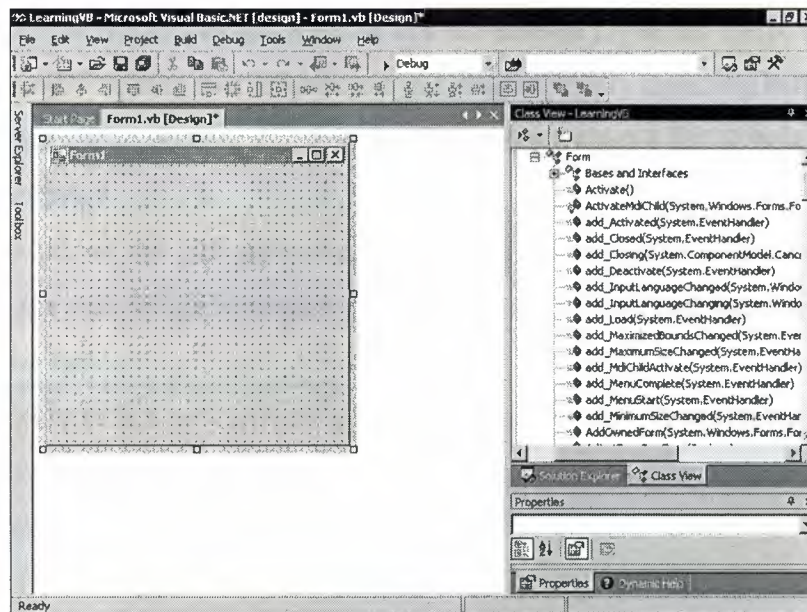 LearningVB - Microsoft Visual Basic.NET [design] - Form1.vb [Design]*
File Edit View Project Build Debug Tools Window Help
Debug
Server Explorer
Toolbox
Start Page Form1.vb [Design]*
Form1
Class View - LearningVB
Form
Bases and Interfaces
Activate()
ActivateMdiChild(System.Windows.Forms.Fo
add_Activated(System.EventHandler)
add_Closed(System.EventHandler)
add_Closing(System.ComponentModel.Canc
add_Deactivate(System.EventHandler)
add_InputLanguageChanged(System.Windo
add_InputLanguageChanging(System.Windo
add_Load(System.EventHandler)
add_MaximizedBoundsChanged(System.Ever
add_MaximumSizeChanged(System.EventHa
add_MdiChildActivate(System.EventHandler)
add_MenuComplete(System.EventHandler)
add_MenuStart(System.EventHandler)
add_MinimumSizeChanged(System.EventHar
AddOwnedForm(System.Windows.Forms.For
Solution Explorer Class View
Properties
Properties Dynamic Help
Ready